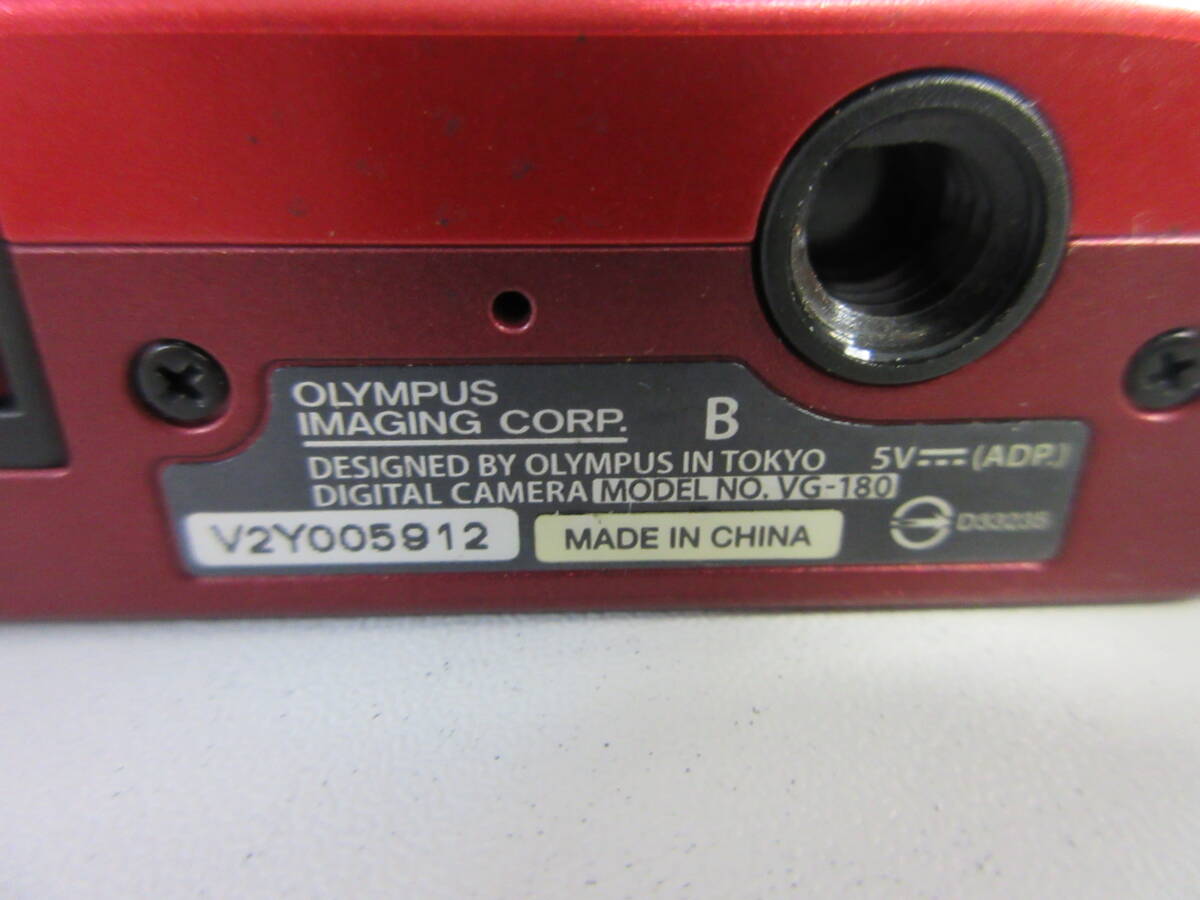 OLYMPUS
IMAGING CORP. B
DESIGNED BY OLYMPUS IN TOKYO 5V (ADP.)
DIGITAL CAMERA MODEL NO. VG-180
V2Y005912 MADE IN CHINA